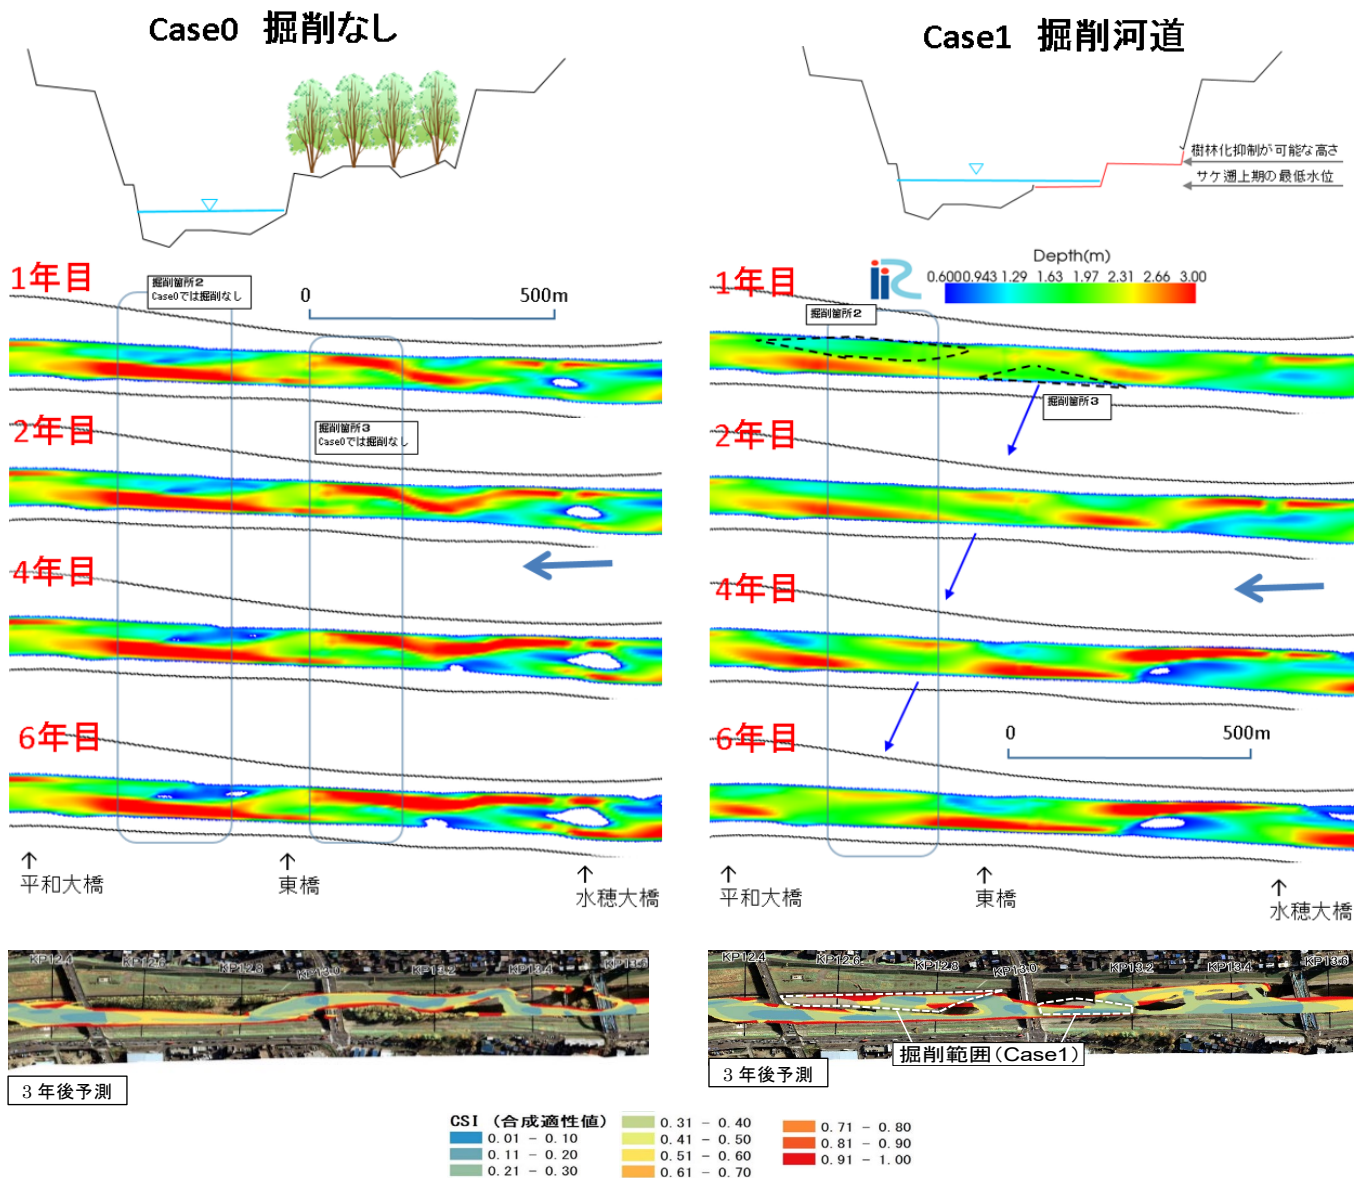 Case0 掘削なし
Case1 掘削河道
樹林化抑制が可能な高さ
サケ遡上期の最低水位
1年目
掘削箇所2
Case0では掘削なし
0 500m
2年目
掘削箇所3
Case0では掘削なし
4年目
6年目
平和大橋
東橋
水穂大橋
1年目
iRiC
Depth(m)
0.6000.943 1.29 1.63 1.97 2.31 2.66 3.00
掘削箇所2
掘削箇所3
2年目
4年目
6年目
0 500m
平和大橋
東橋
水穂大橋
KP12.4 KP12.6 KP12.8 KP13.0 KP13.2 KP13.4 KP13.6
3年後予測
KP12.4 KP12.6 KP12.8 KP13.0 KP13.2 KP13.4 KP13.6
掘削範囲(Case1)
3年後予測
CSI (合成適性値)
0.01 - 0.10
0.11 - 0.20
0.21 - 0.30
0.31 - 0.40
0.41 - 0.50
0.51 - 0.60
0.61 - 0.70
0.71 - 0.80
0.81 - 0.90
0.91 - 1.00